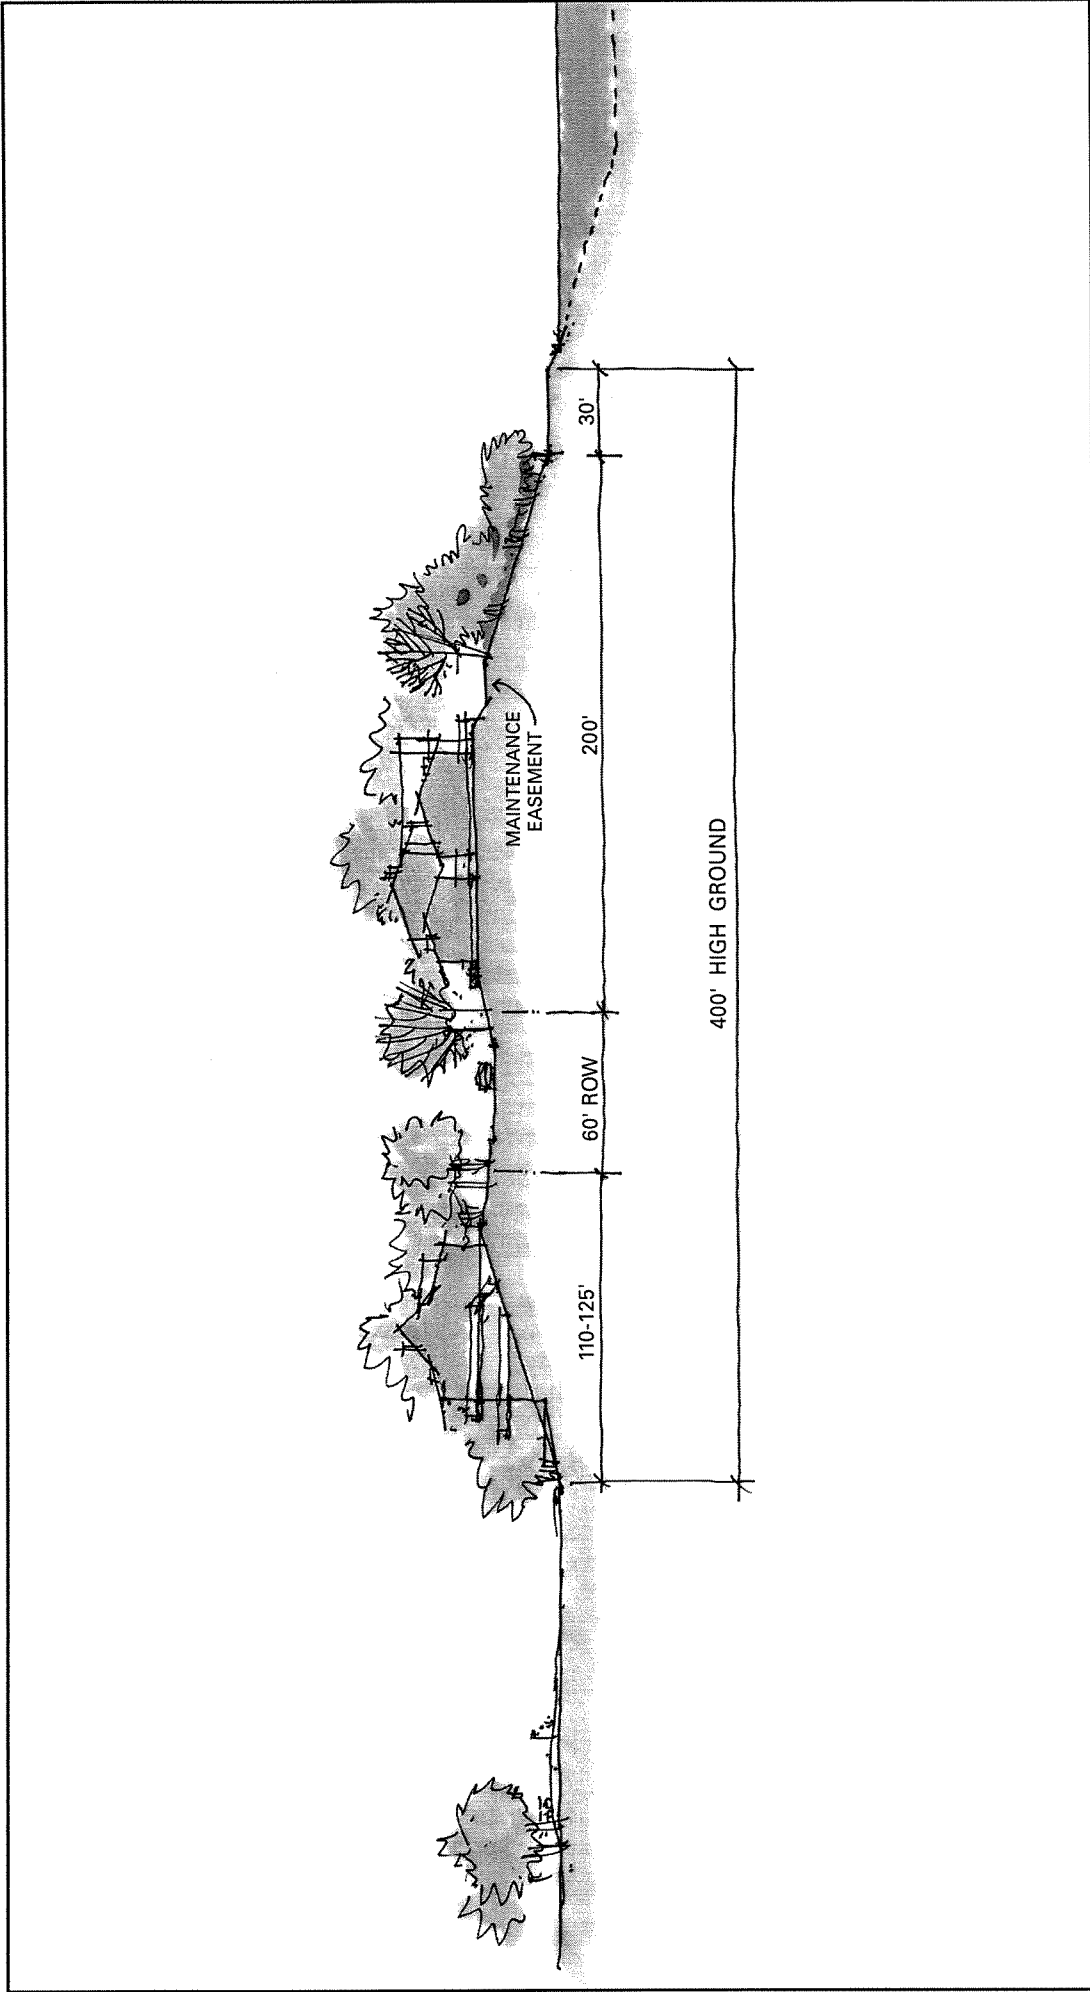 MAINTENANCE
EASEMENT
110-125'
60' ROW
200'
30'
400' HIGH GROUND